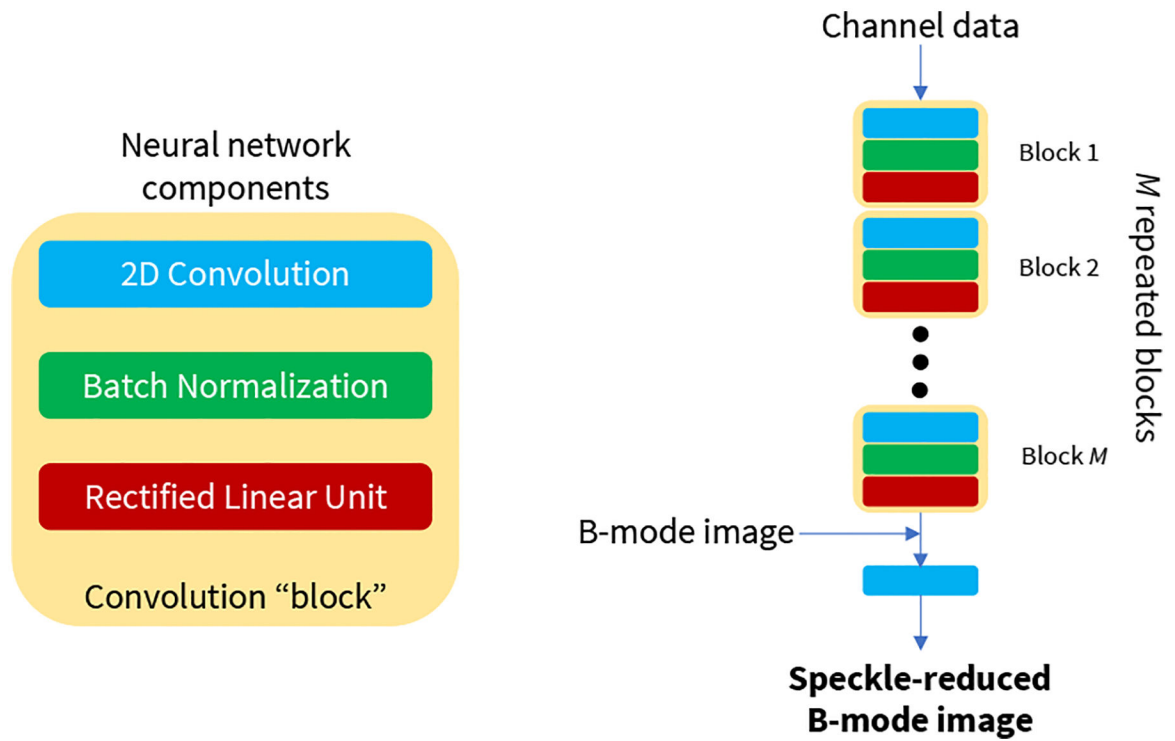 Neural network
components
2D Convolution
Batch Normalization
Rectified Linear Unit
Convolution “block”
Channel data
Block 1
Block 2
Block M
M repeated blocks
B-mode image
Speckle-reduced
B-mode image